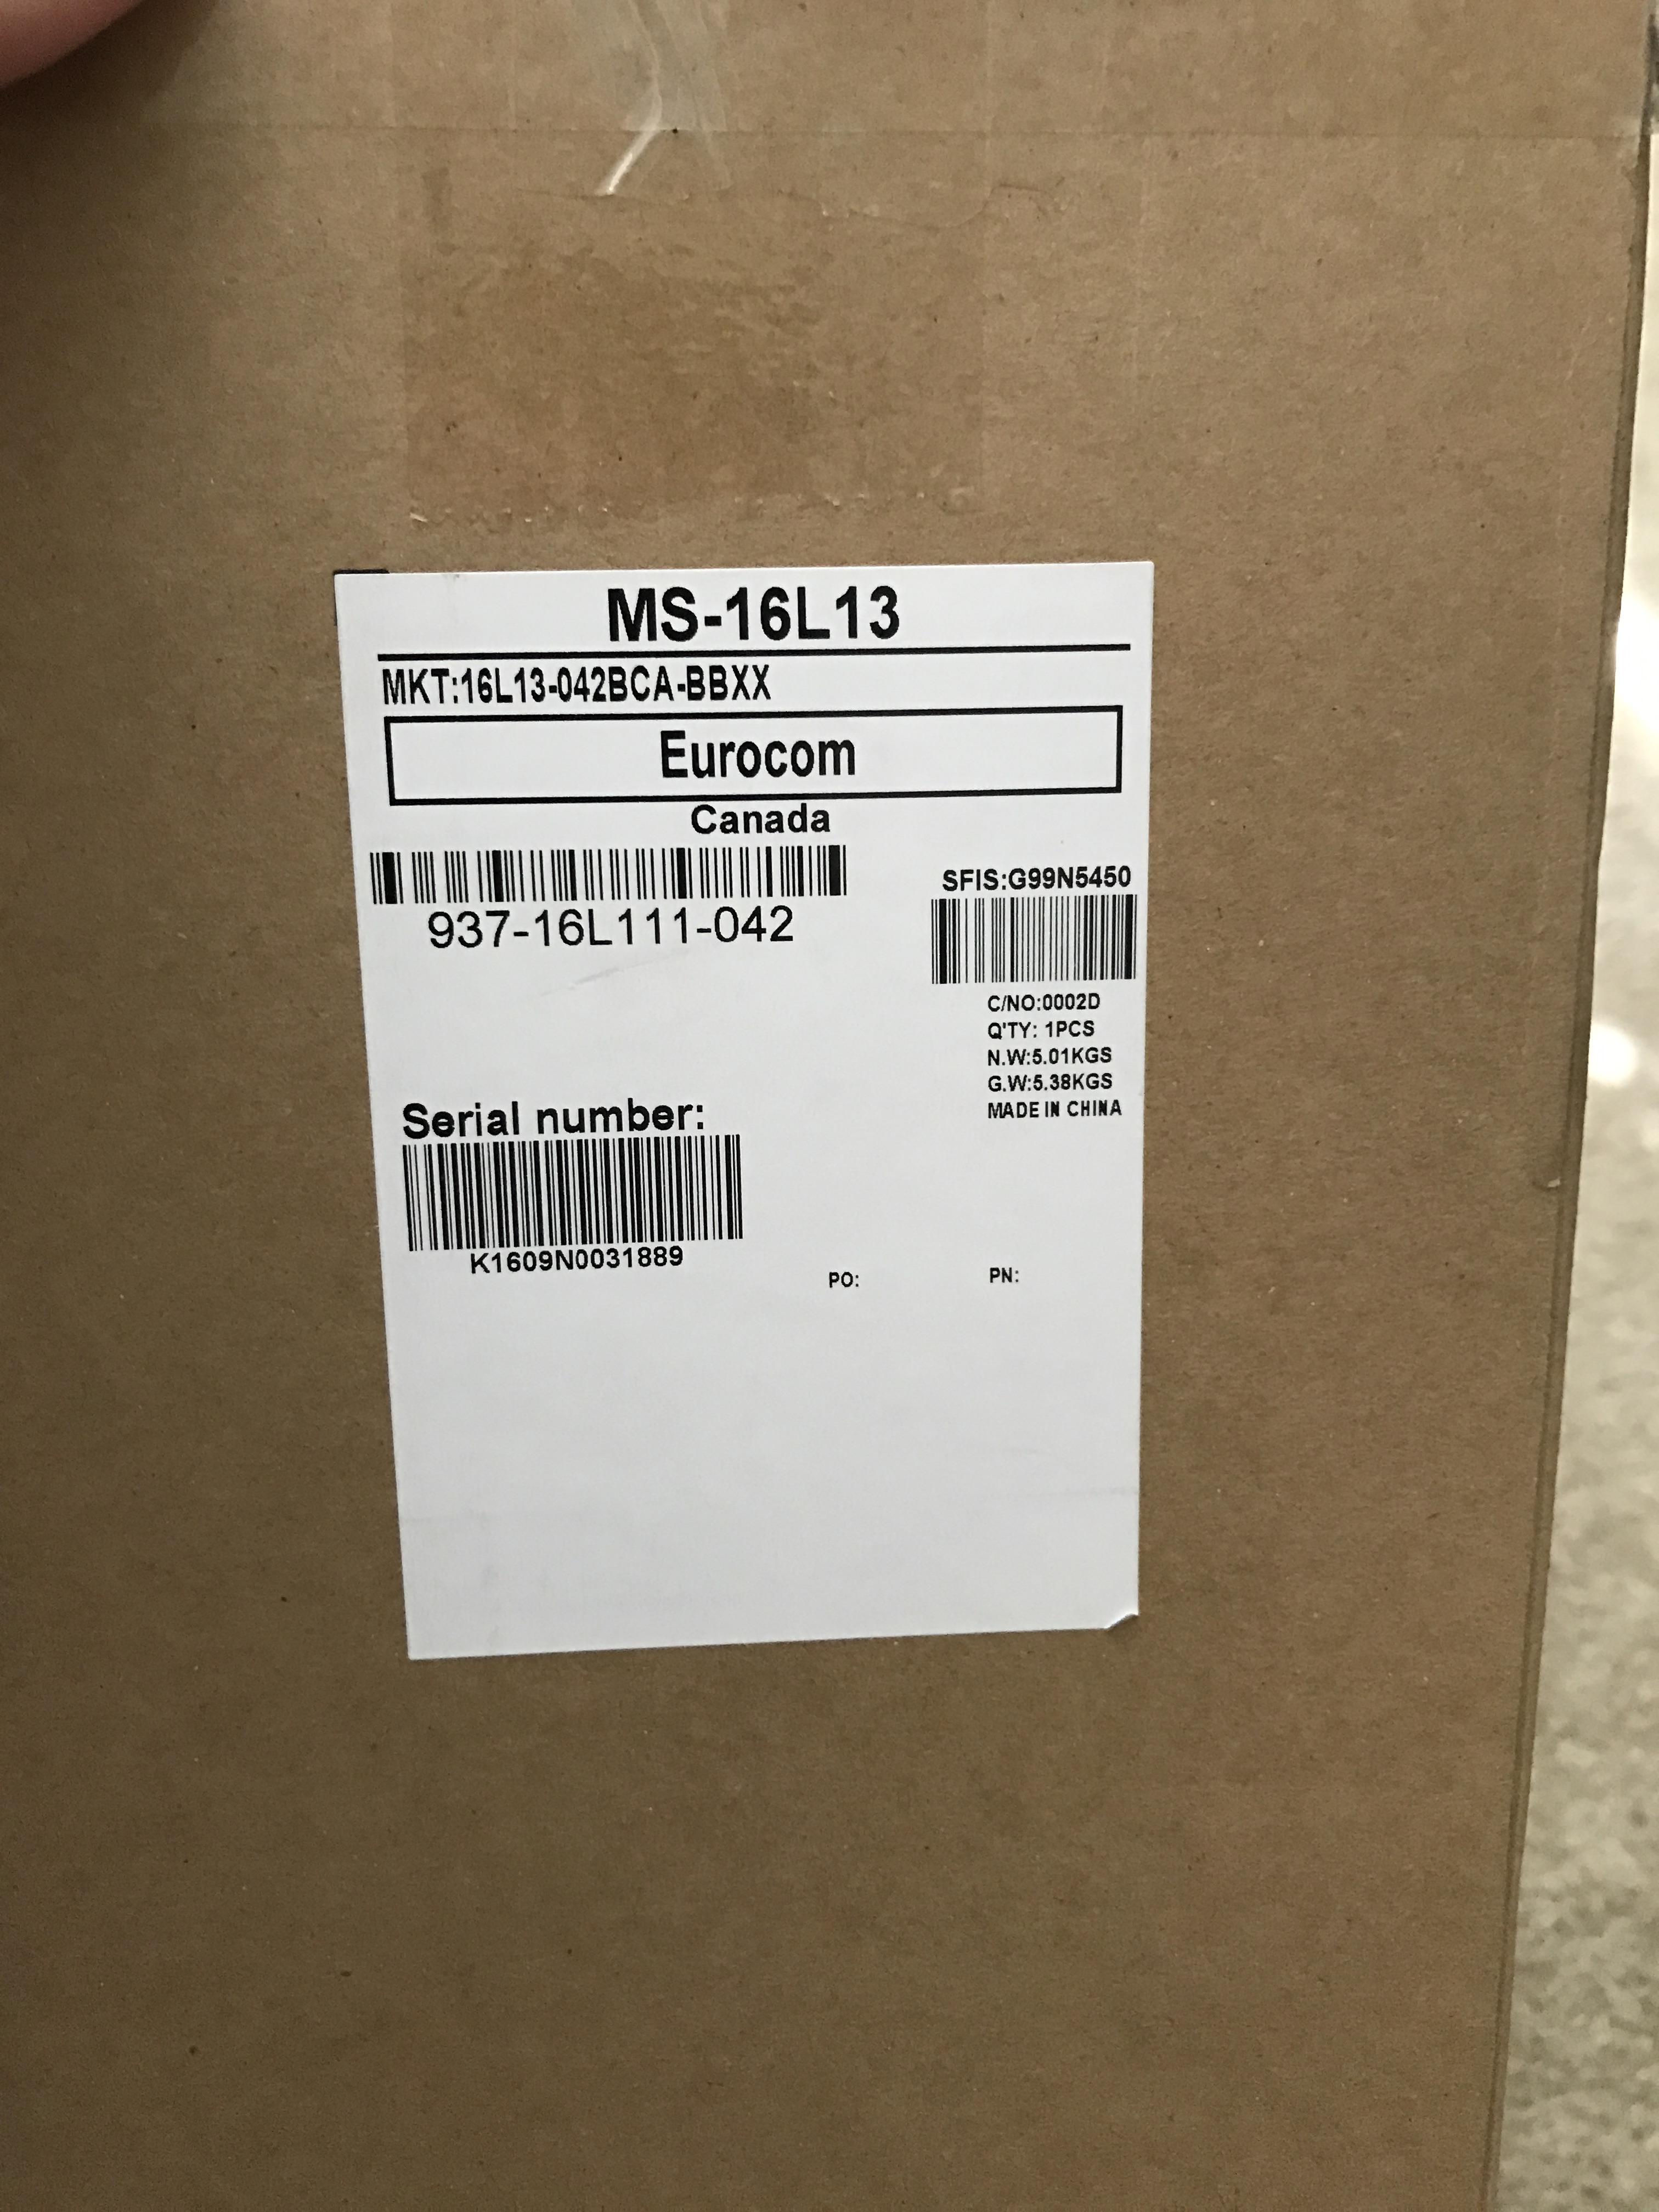 MS-16L13
MKT:16L13-042BCA-BBXX
Eurocom
Canada
937-16L111-042
SFIS:G99N5450
C/NO:0002D
Q'TY: 1PCS
N.W:5.01KGS
G.W:5.38KGS
MADE IN CHINA
Serial number:
K1609N0031889
PO:
PN: